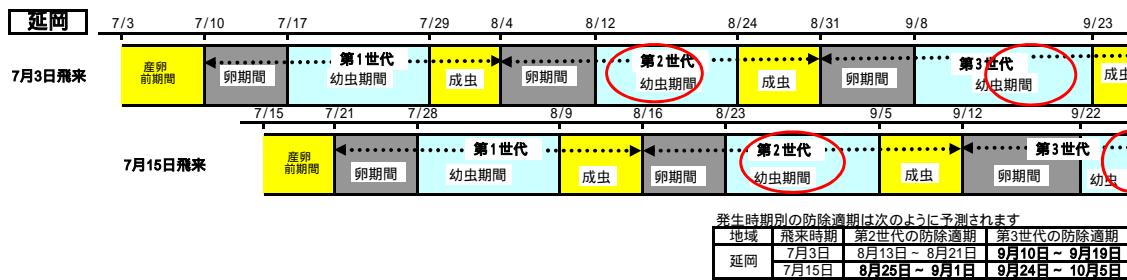 延岡
7/3 7/10 7/17 7/29 8/4 8/12 8/24 8/31 9/8 9/23
7月3日飛来
産卵
前期間
卵期間
第1世代
幼虫期間
成虫
卵期間
第2世代
幼虫期間
成虫
卵期間
第3世代
幼虫期間
成虫
7/15 7/21 7/28 8/9 8/16 8/23 9/5 9/12 9/22
7月15日飛来
産卵
前期間
卵期間
第1世代
幼虫期間
成虫
卵期間
第2世代
幼虫期間
成虫
卵期間
第3世代
幼虫
発生時期別の防除適期は次のように予測されます
地域 飛来時期 第2世代の防除適期 第3世代の防除適期
延岡 7月3日 8月13日~8月21日 9月10日~9月19日
7月15日 8月25日~9月1日 9月24日~10月5日